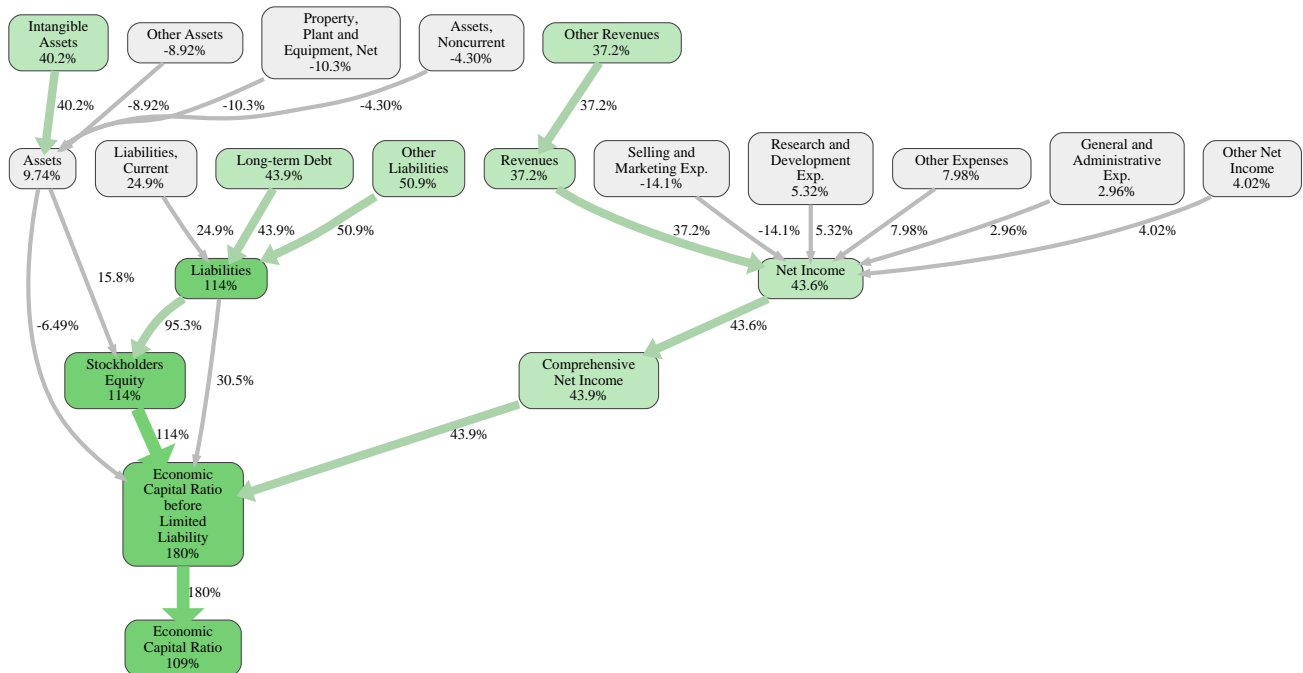 Intangible
Assets
40.2%
Other Assets
-8.92%
Property,
Plant and
Equipment, Net
-10.3%
Assets,
Noncurrent
-4.30%
Other Revenues
37.2%
40.2%
-8.92%
-10.3%
-4.30%
37.2%
Assets
9.74%
Liabilities,
Current
24.9%
Long-term Debt
43.9%
Other
Liabilities
50.9%
Revenues
37.2%
Selling and
Marketing Exp.
-14.1%
Research and
Development
Exp.
5.32%
Other Expenses
7.98%
General and
Administrative
Exp.
2.96%
Other Net
Income
4.02%
24.9%
43.9%
50.9%
37.2%
-14.1%
5.32%
7.98%
2.96%
4.02%
15.8%
Liabilities
114%
Net Income
43.6%
-6.49%
95.3%
43.6%
Stockholders
Equity
114%
30.5%
Comprehensive
Net Income
43.9%
114%
43.9%
Economic
Capital Ratio
before
Limited
Liability
180%
180%
Economic
Capital Ratio
109%